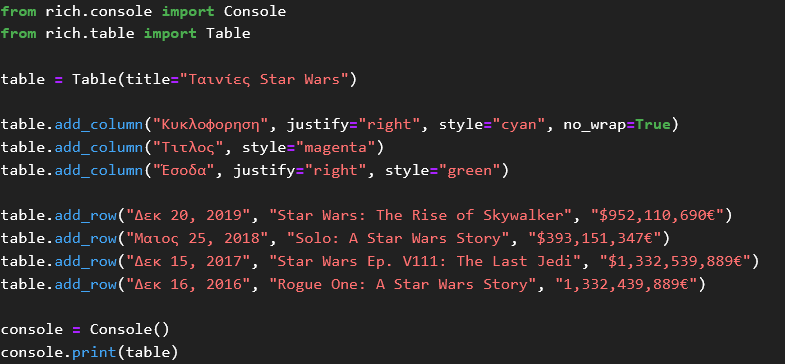 from rich.console import Console
from rich.table import Table
table = Table(title="Ταινίες Star Wars")
table.add_column("Κυκλοφορηση", justify="right", style="cyan", no_wrap=True)
table.add_column("Τιτλος", style="magenta")
table.add_column("Έσοδα", justify="right", style="green")
table.add_row("Δεκ 20, 2019", "Star Wars: The Rise of Skywalker", "$952,110,690€")
table.add_row("Ματος 25, 2018", "Solo: A Star Wars Story", "$393,151,347€")
table.add_row("Δεκ 15, 2017", "Star Wars Ep. V111: The Last Jedi", "$1,332,539,889€")
table.add_row("Δεκ 16, 2016", "Rogue One: A Star Wars Story", "1,332,439,889€")
console = Console()
console.print(table)